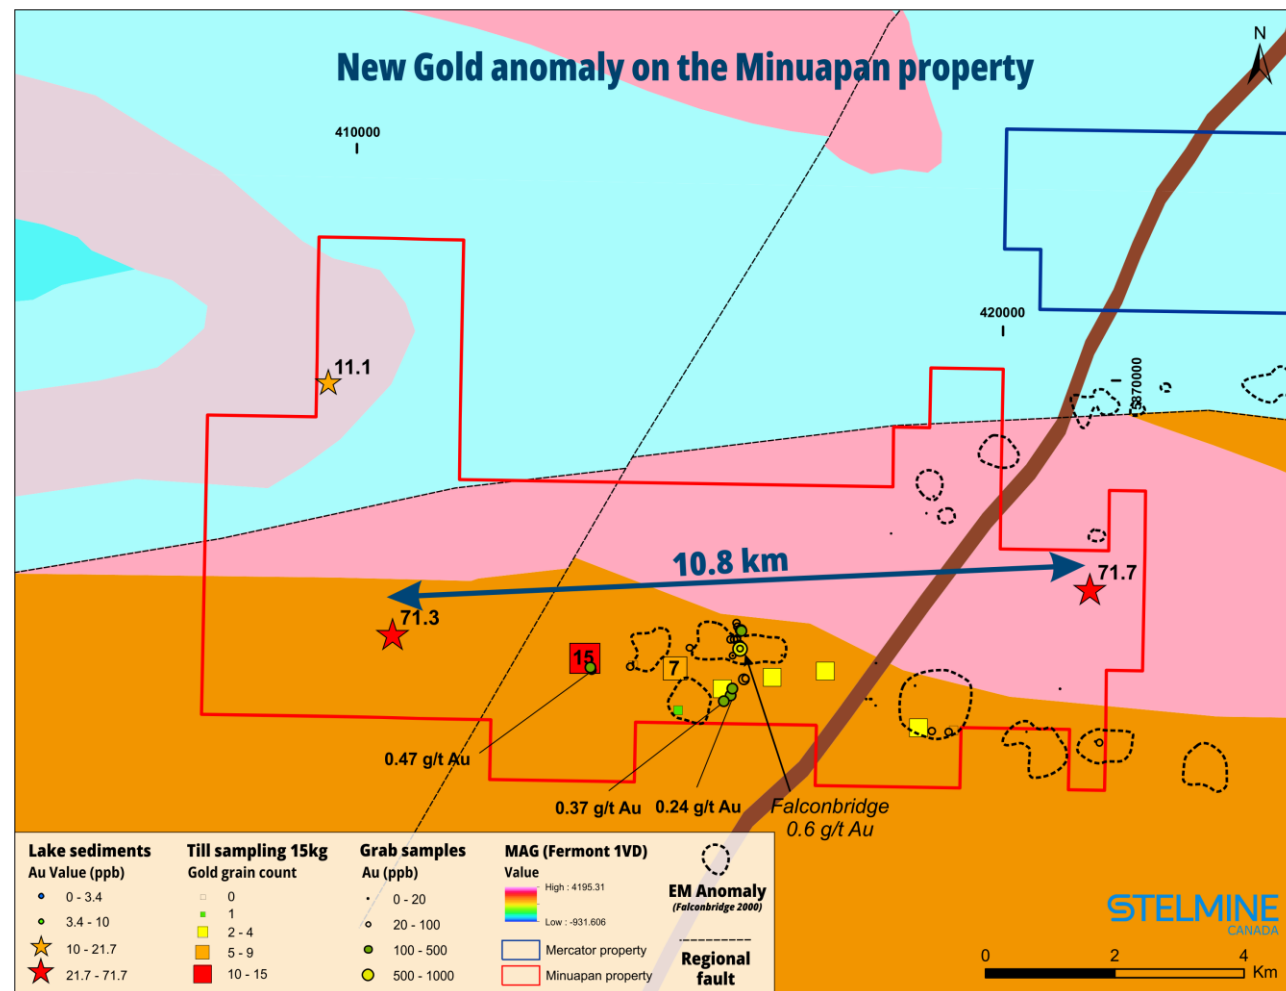 New Gold anomaly on the Minuapan property
N
410000
420000
5870000
11.1
10.8 km
71.7
71.3
15
7
0.47 g/t Au
0.37 g/t Au
0.24 g/t Au
Falconbridge
0.6 g/t Au
Lake sediments
Au Value (ppb)
0 - 3.4
3.4 - 10
10 - 21.7
21.7 - 71.7
Till sampling 15kg
Gold grain count
0
1
2 - 4
5 - 9
10 - 15
Grab samples
Au (ppb)
0 - 20
20 - 100
100 - 500
500 - 1000
MAG (Fermont 1VD)
Value
High : 4195.31
Low : -931.606
Mercator property
Minuapan property
EM Anomaly
(Falconbridge 2000)
Regional
fault
STELMINE
CANADA
0 2 4
Km